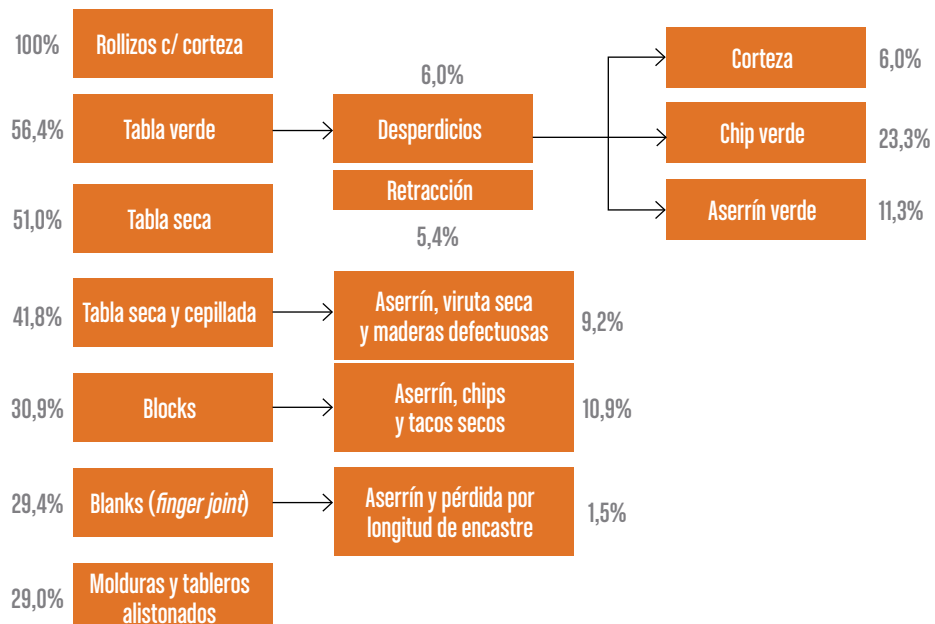 100%
Rollizos c/ corteza
56,4%
Tabla verde
6,0%
Desperdicios
Corteza
6,0%
Chip verde
23,3%
Aserrín verde
11,3%
Retracción
5,4%
51,0%
Tabla seca
41,8%
Tabla seca y cepillada
Aserrín, viruta seca
y maderas defectuosas
9,2%
30,9%
Blocks
Aserrín, chips
y tacos secos
10,9%
29,4%
Blanks (finger joint)
Aserrín y pérdida por
longitud de encastre
1,5%
29,0%
Molduras y tableros
alistonados